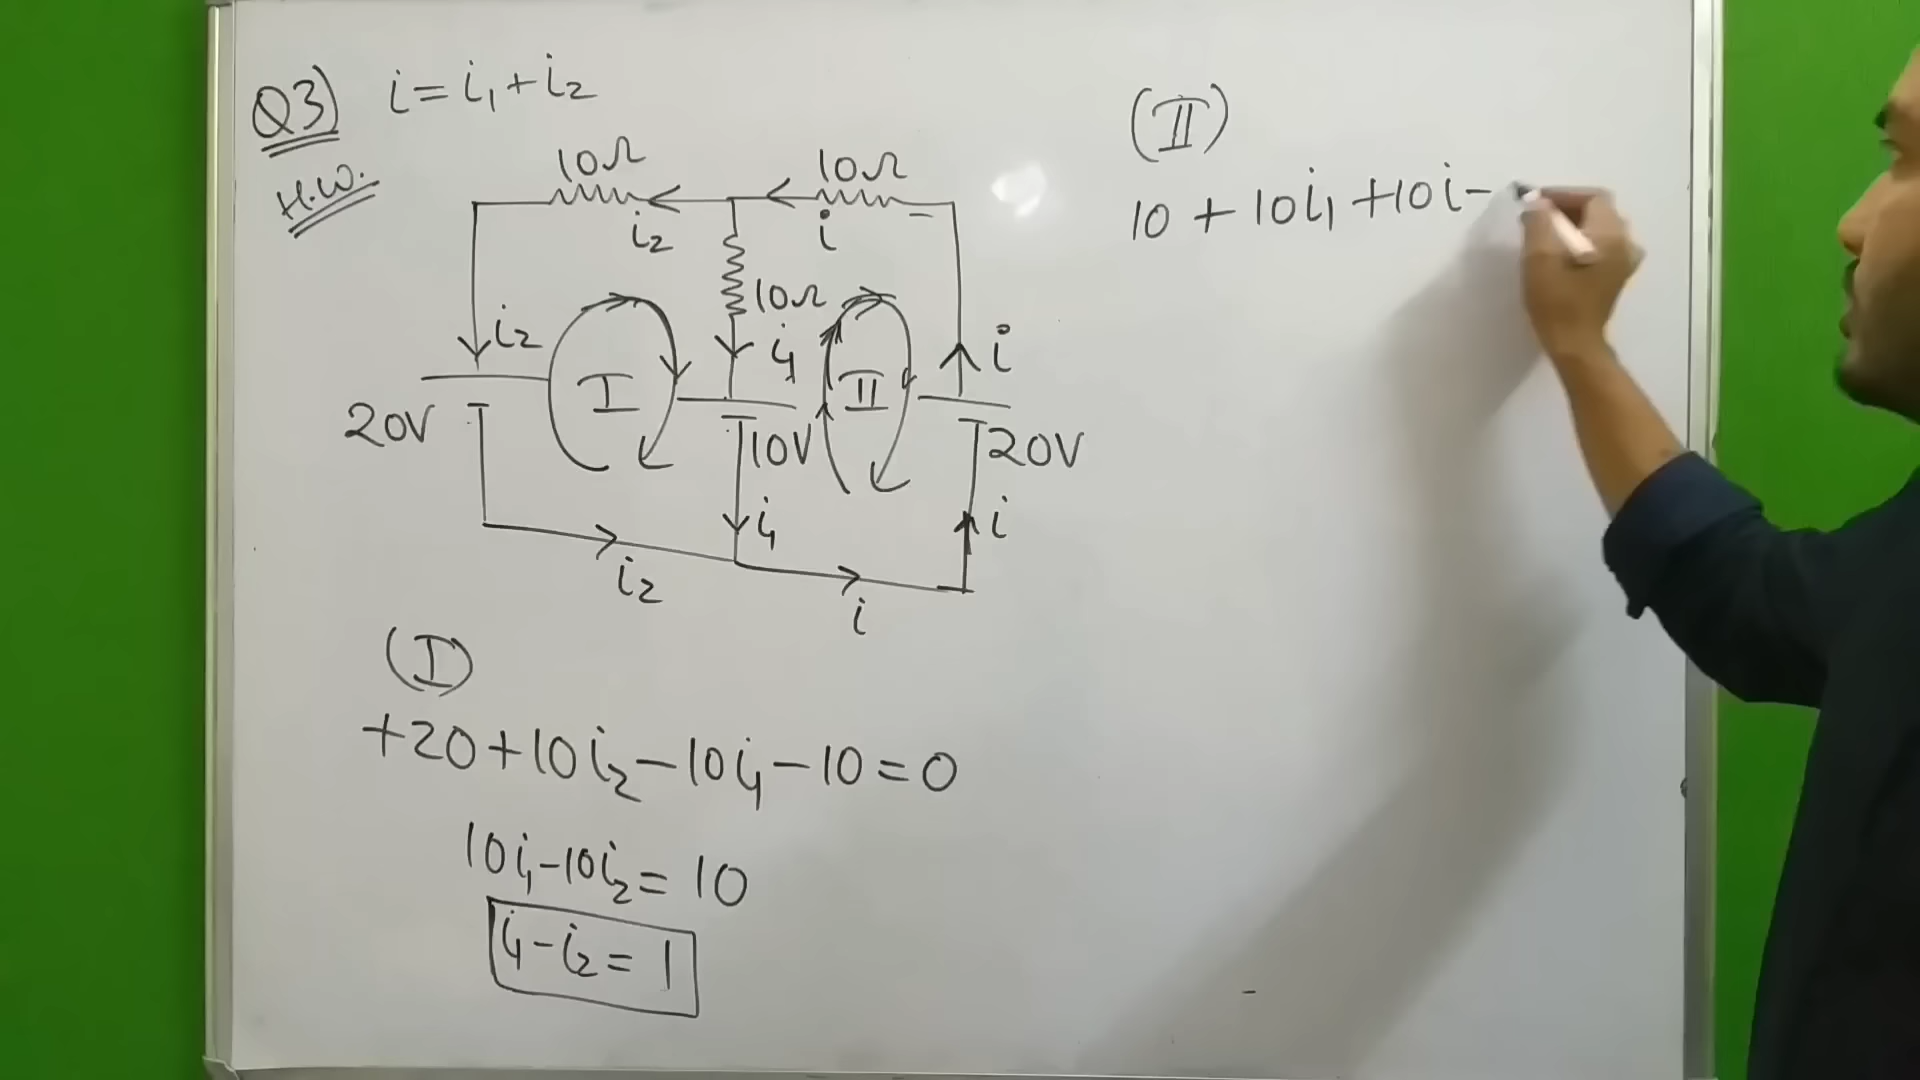 Q3) i = i₁ + i₂
H.W.
10Ω
10Ω
i₂
i
10Ω
i₂
i₁
i
I
II
20V
10V
20V
i₁
i
i₂
i
(I)
+20 + 10i₂ - 10i₁ - 10 = 0
10i₁ - 10i₂ = 10
i₁ - i₂ = 1
(II)
10 + 10i₁ + 10i -